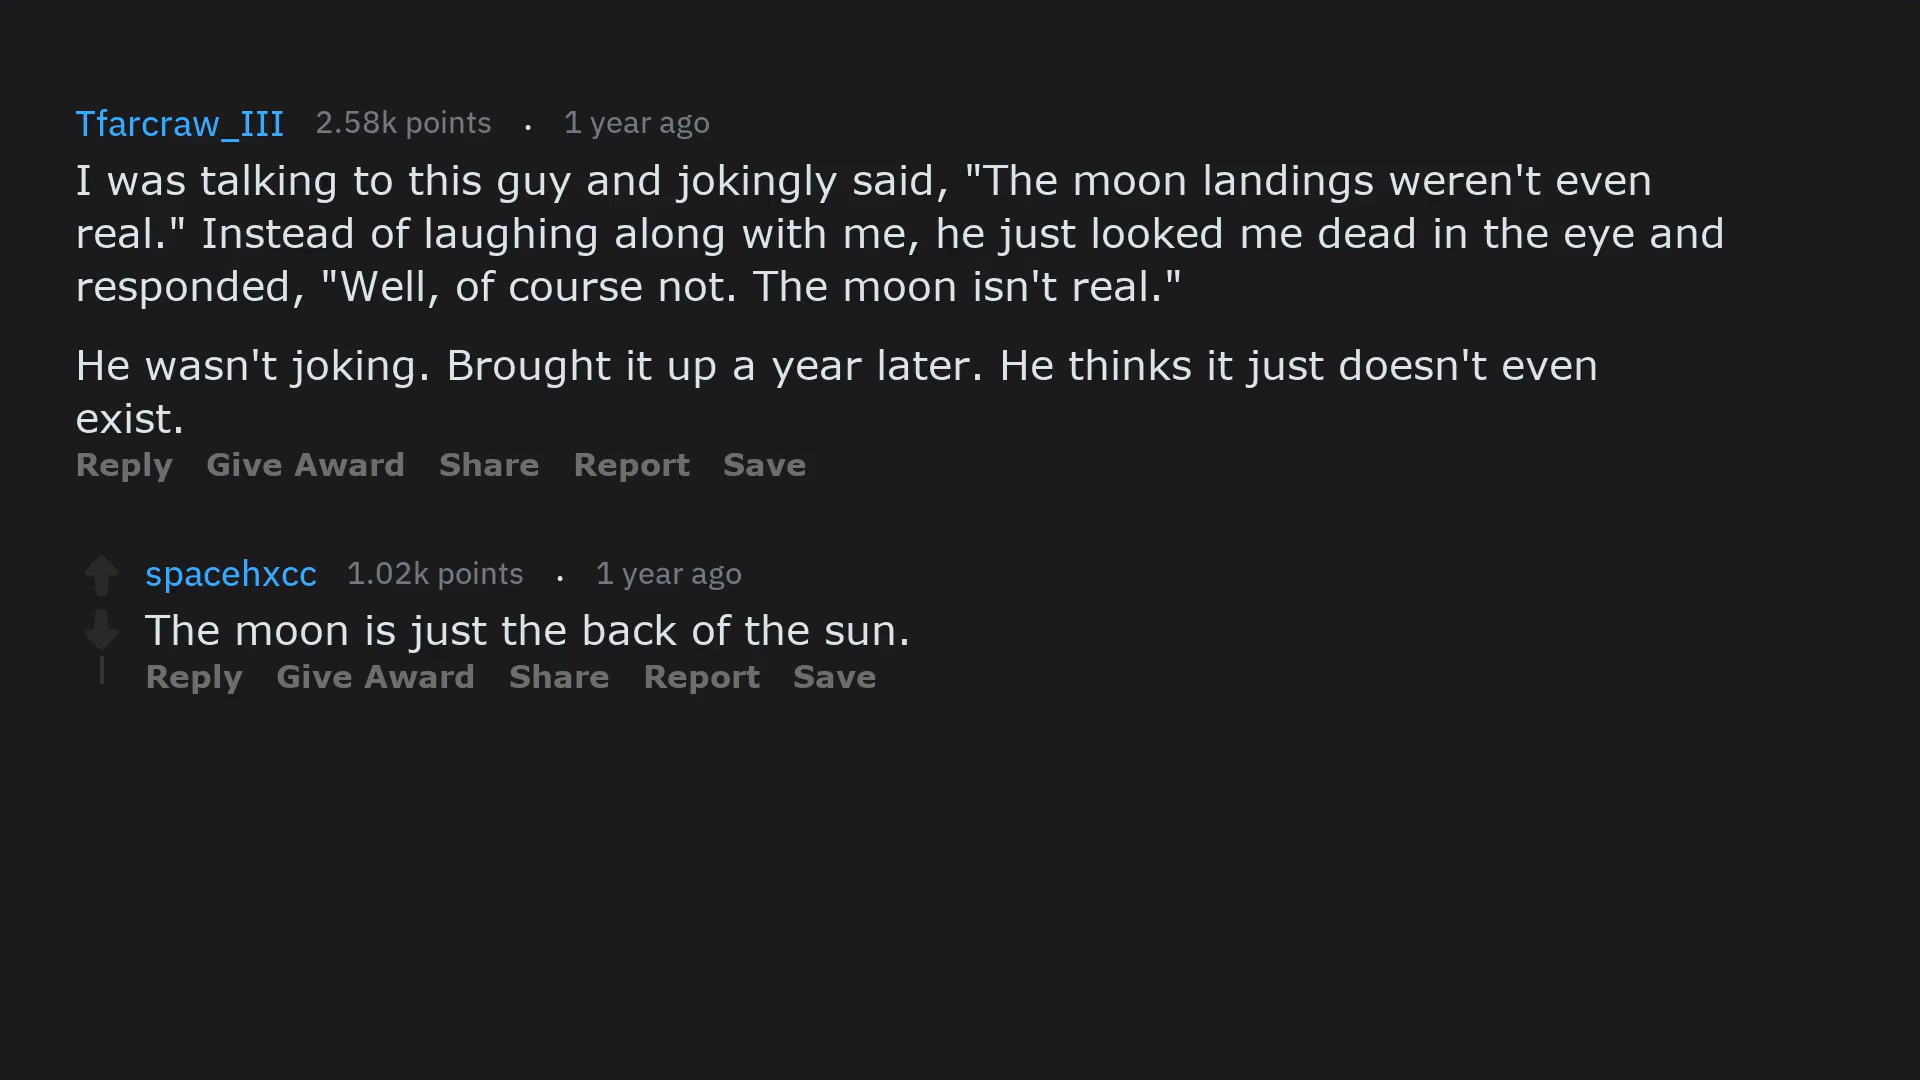 Tfarcraw_III 2.58k points . 1 year ago
I was talking to this guy and jokingly said, "The moon landings weren't even
real." Instead of laughing along with me, he just looked me dead in the eye and
responded, "Well, of course not. The moon isn't real."
He wasn't joking. Brought it up a year later. He thinks it just doesn't even
exist.
Reply Give Award Share Report Save
spacehxcc 1.02k points . 1 year ago
The moon is just the back of the sun.
Reply Give Award Share Report Save